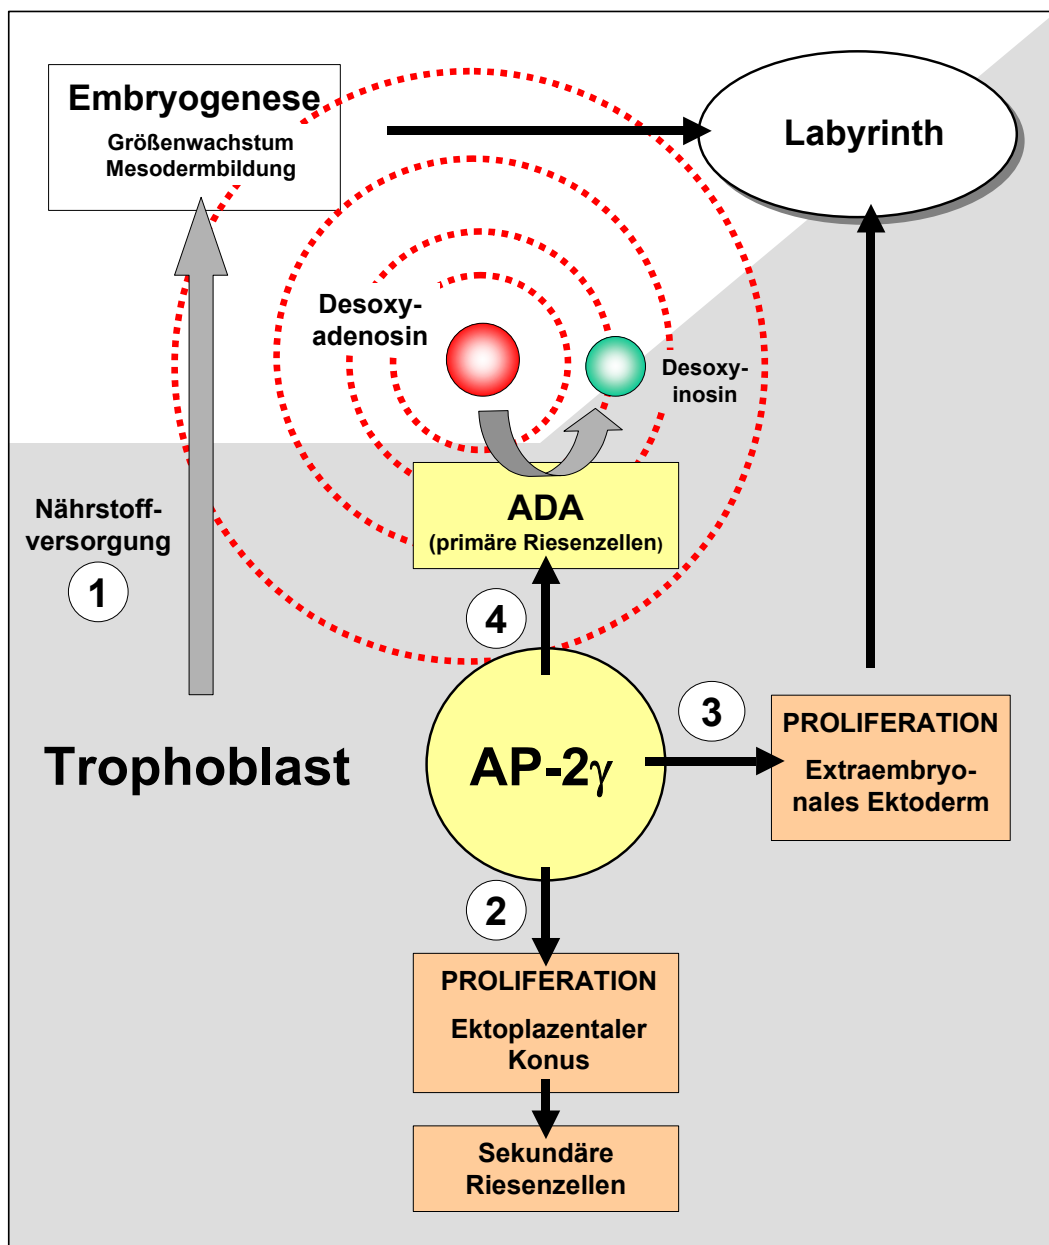 Embryogenese
Größenwachstum
Mesodermbildung
Labyrinth
Desoxy-
adenosin
Desoxy-
inosin
ADA
(primäre Riesenzellen)
Nährstoff-
versorgung
1
4
3
Trophoblast
AP-2γ
PROLIFERATION
Extraembryo-
nales Ektoderm
2
PROLIFERATION
Ektoplazentaler
Konus
Sekundäre
Riesenzellen